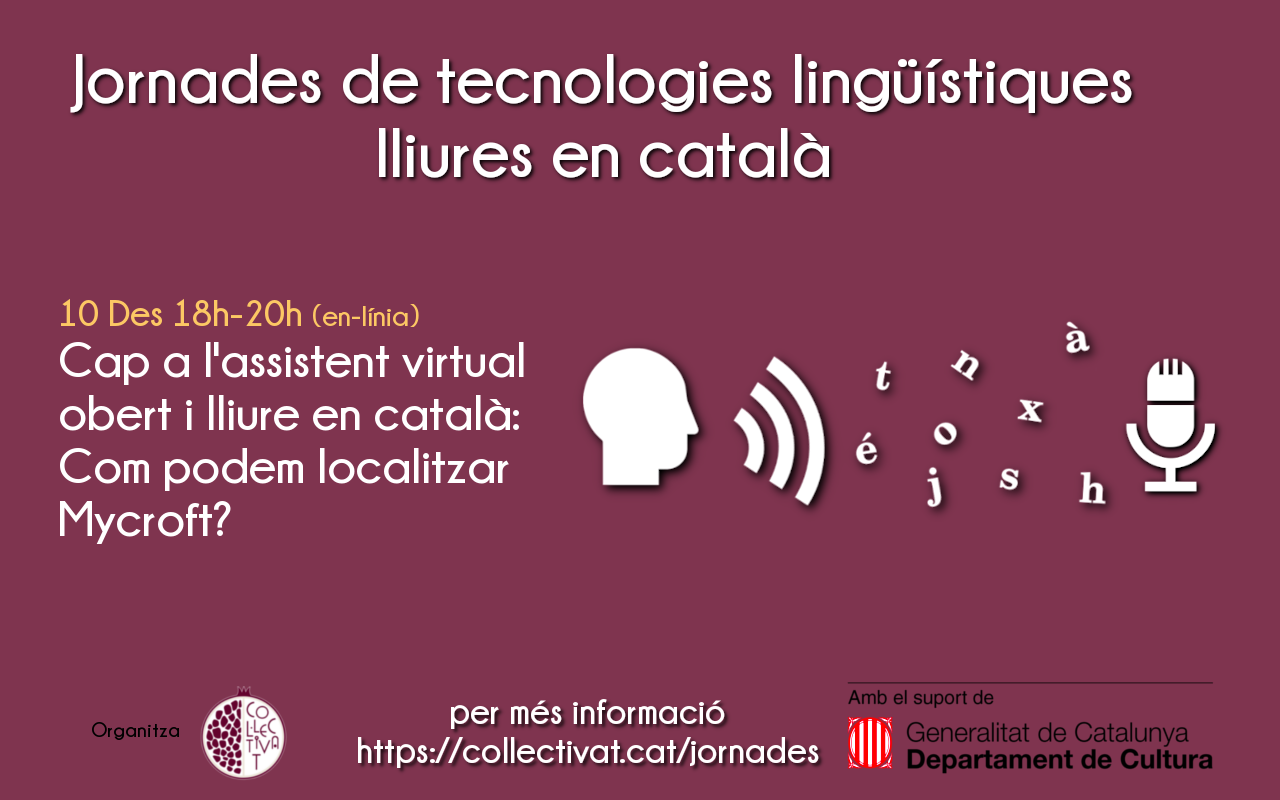 Jornades de tecnologies lingüístiques
lliures en català
10 Des 18h-20h (en-línia)
Cap a l'assistent virtual
obert i lliure en català:
Com podem localitzar
Mycroft?
t
n
à
é
o
x
j
s
h
Organitza
COL·LECTIVAT
per més informació
https://collectivat.cat/jornades
Amb el suport de
Generalitat de Catalunya
Departament de Cultura